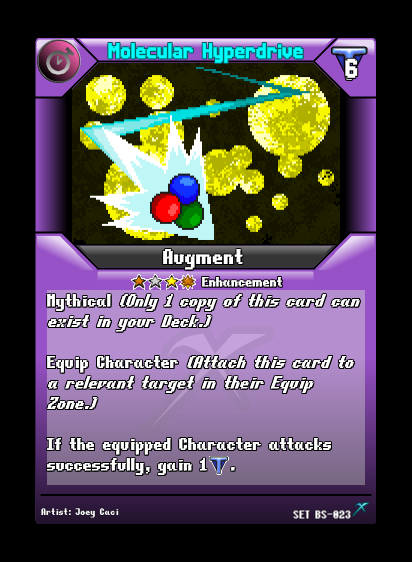 Molecular Hyperdrive
6
Augment
Enhancement
Mythical (Only 1 copy of this card can
exist in your Deck.)
Equip Character (Attach this card to
a relevant target in their Equip
Zone.)
If the equipped Character attacks
successfully, gain 1 .
Artist: Joey Caci
SET BS-023